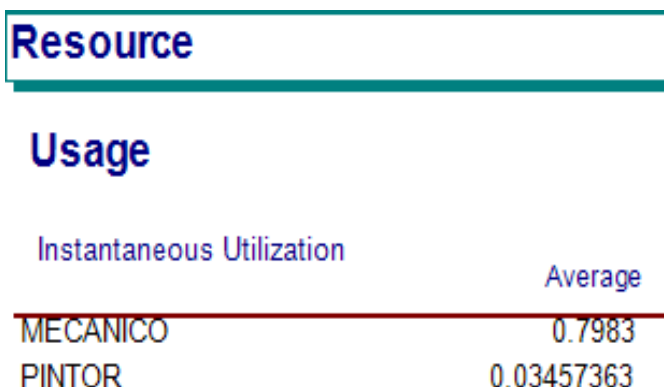 Resource
Usage
Instantaneous Utilization
Average
MECANICO 0.7983
PINTOR 0.03457363